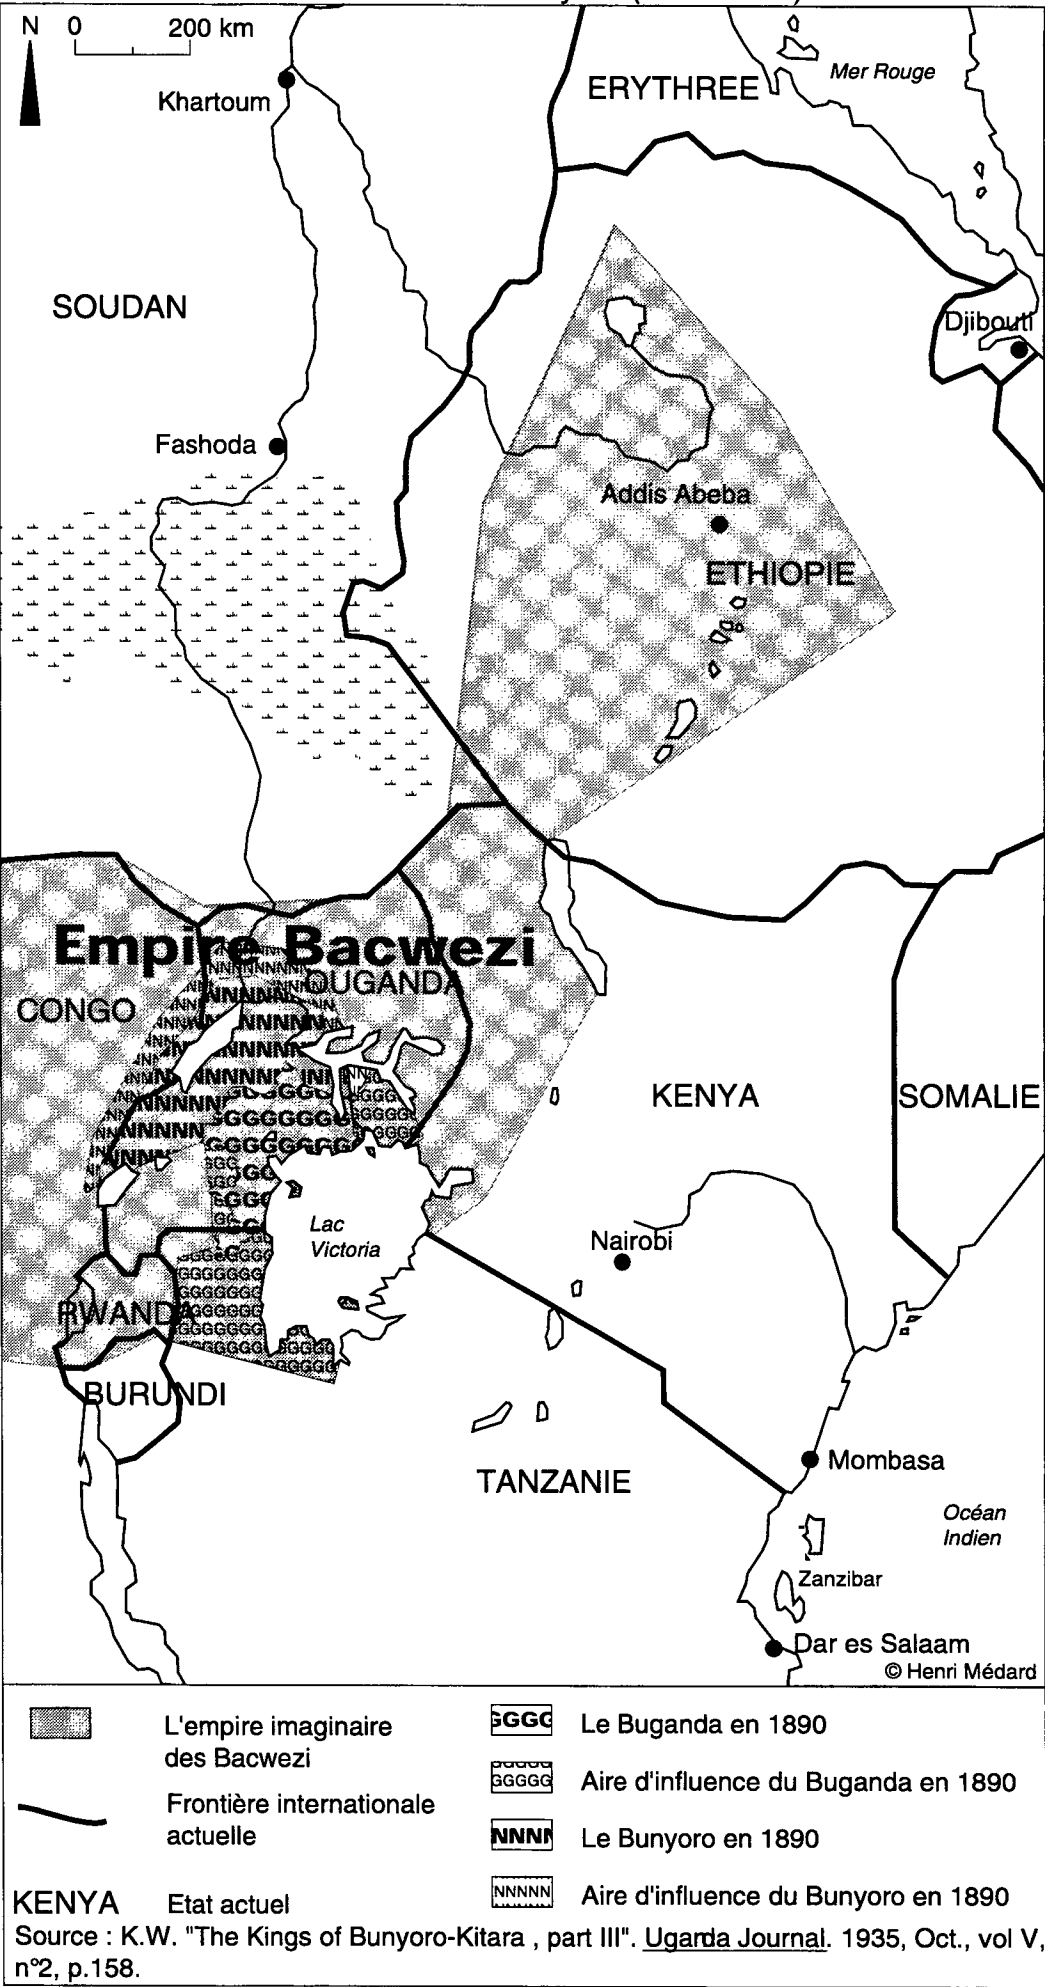 N
0 200 km
Khartoum
ERYTHREE
Mer Rouge
SOUDAN
Djibouti
Fashoda
Addis Abeba
ETHIOPIE
Empire Bacwezi
OUGANDA
CONGO
KENYA
SOMALIE
Lac
Victoria
Nairobi
RWANDA
BURUNDI
TANZANIE
Mombasa
Océan
Indien
Zanzibar
Dar es Salaam
© Henri Médard
L'empire imaginaire
des Bacwezi
Frontière internationale
actuelle
KENYA Etat actuel
GGGG Le Buganda en 1890
GGGGG Aire d'influence du Buganda en 1890
NNNN Le Bunyoro en 1890
NNNNN Aire d'influence du Bunyoro en 1890
Source : K.W. "The Kings of Bunyoro-Kitara , part III". Uganda Journal. 1935, Oct., vol V,
n°2, p.158.